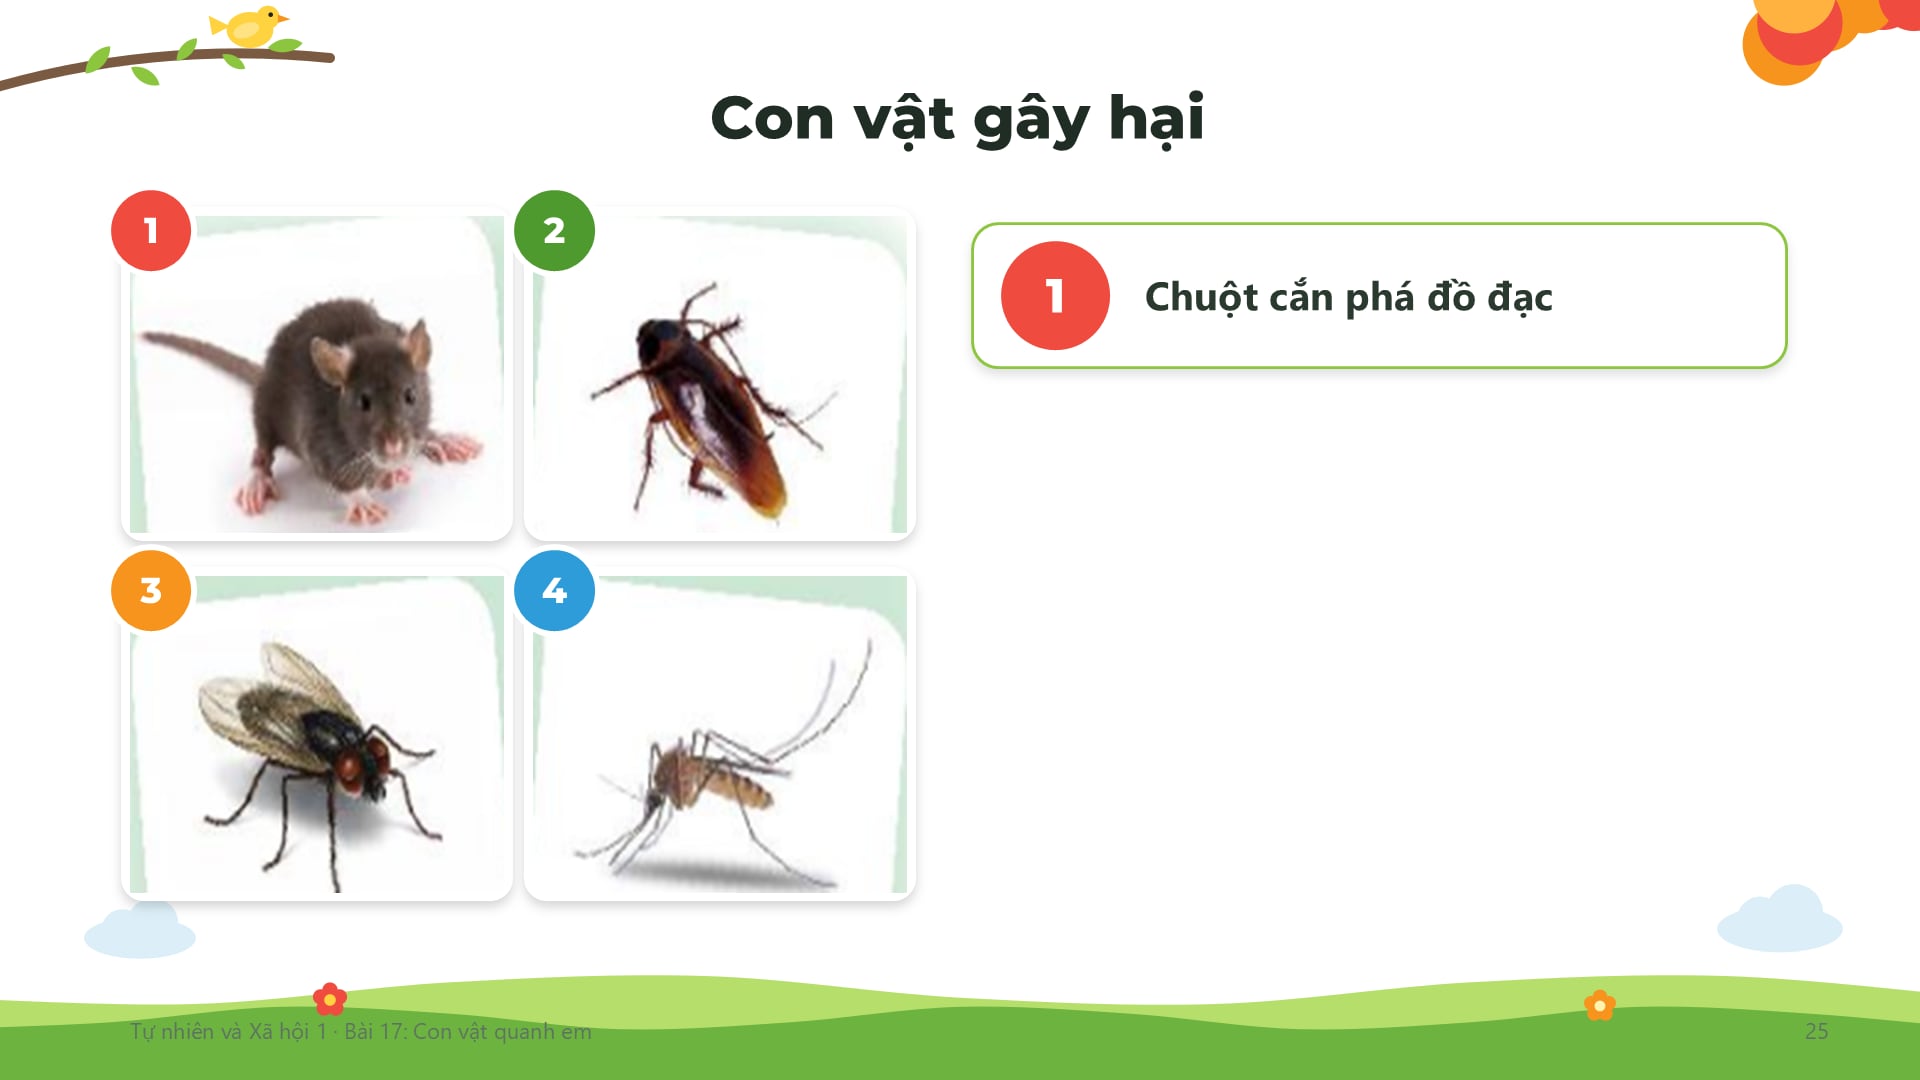 Con vật gây hại
1
2
1 Chuột cắn phá đồ đạc
3
4
Tự nhiên và Xã hội 1 · Bài 17: Con vật quanh em
25